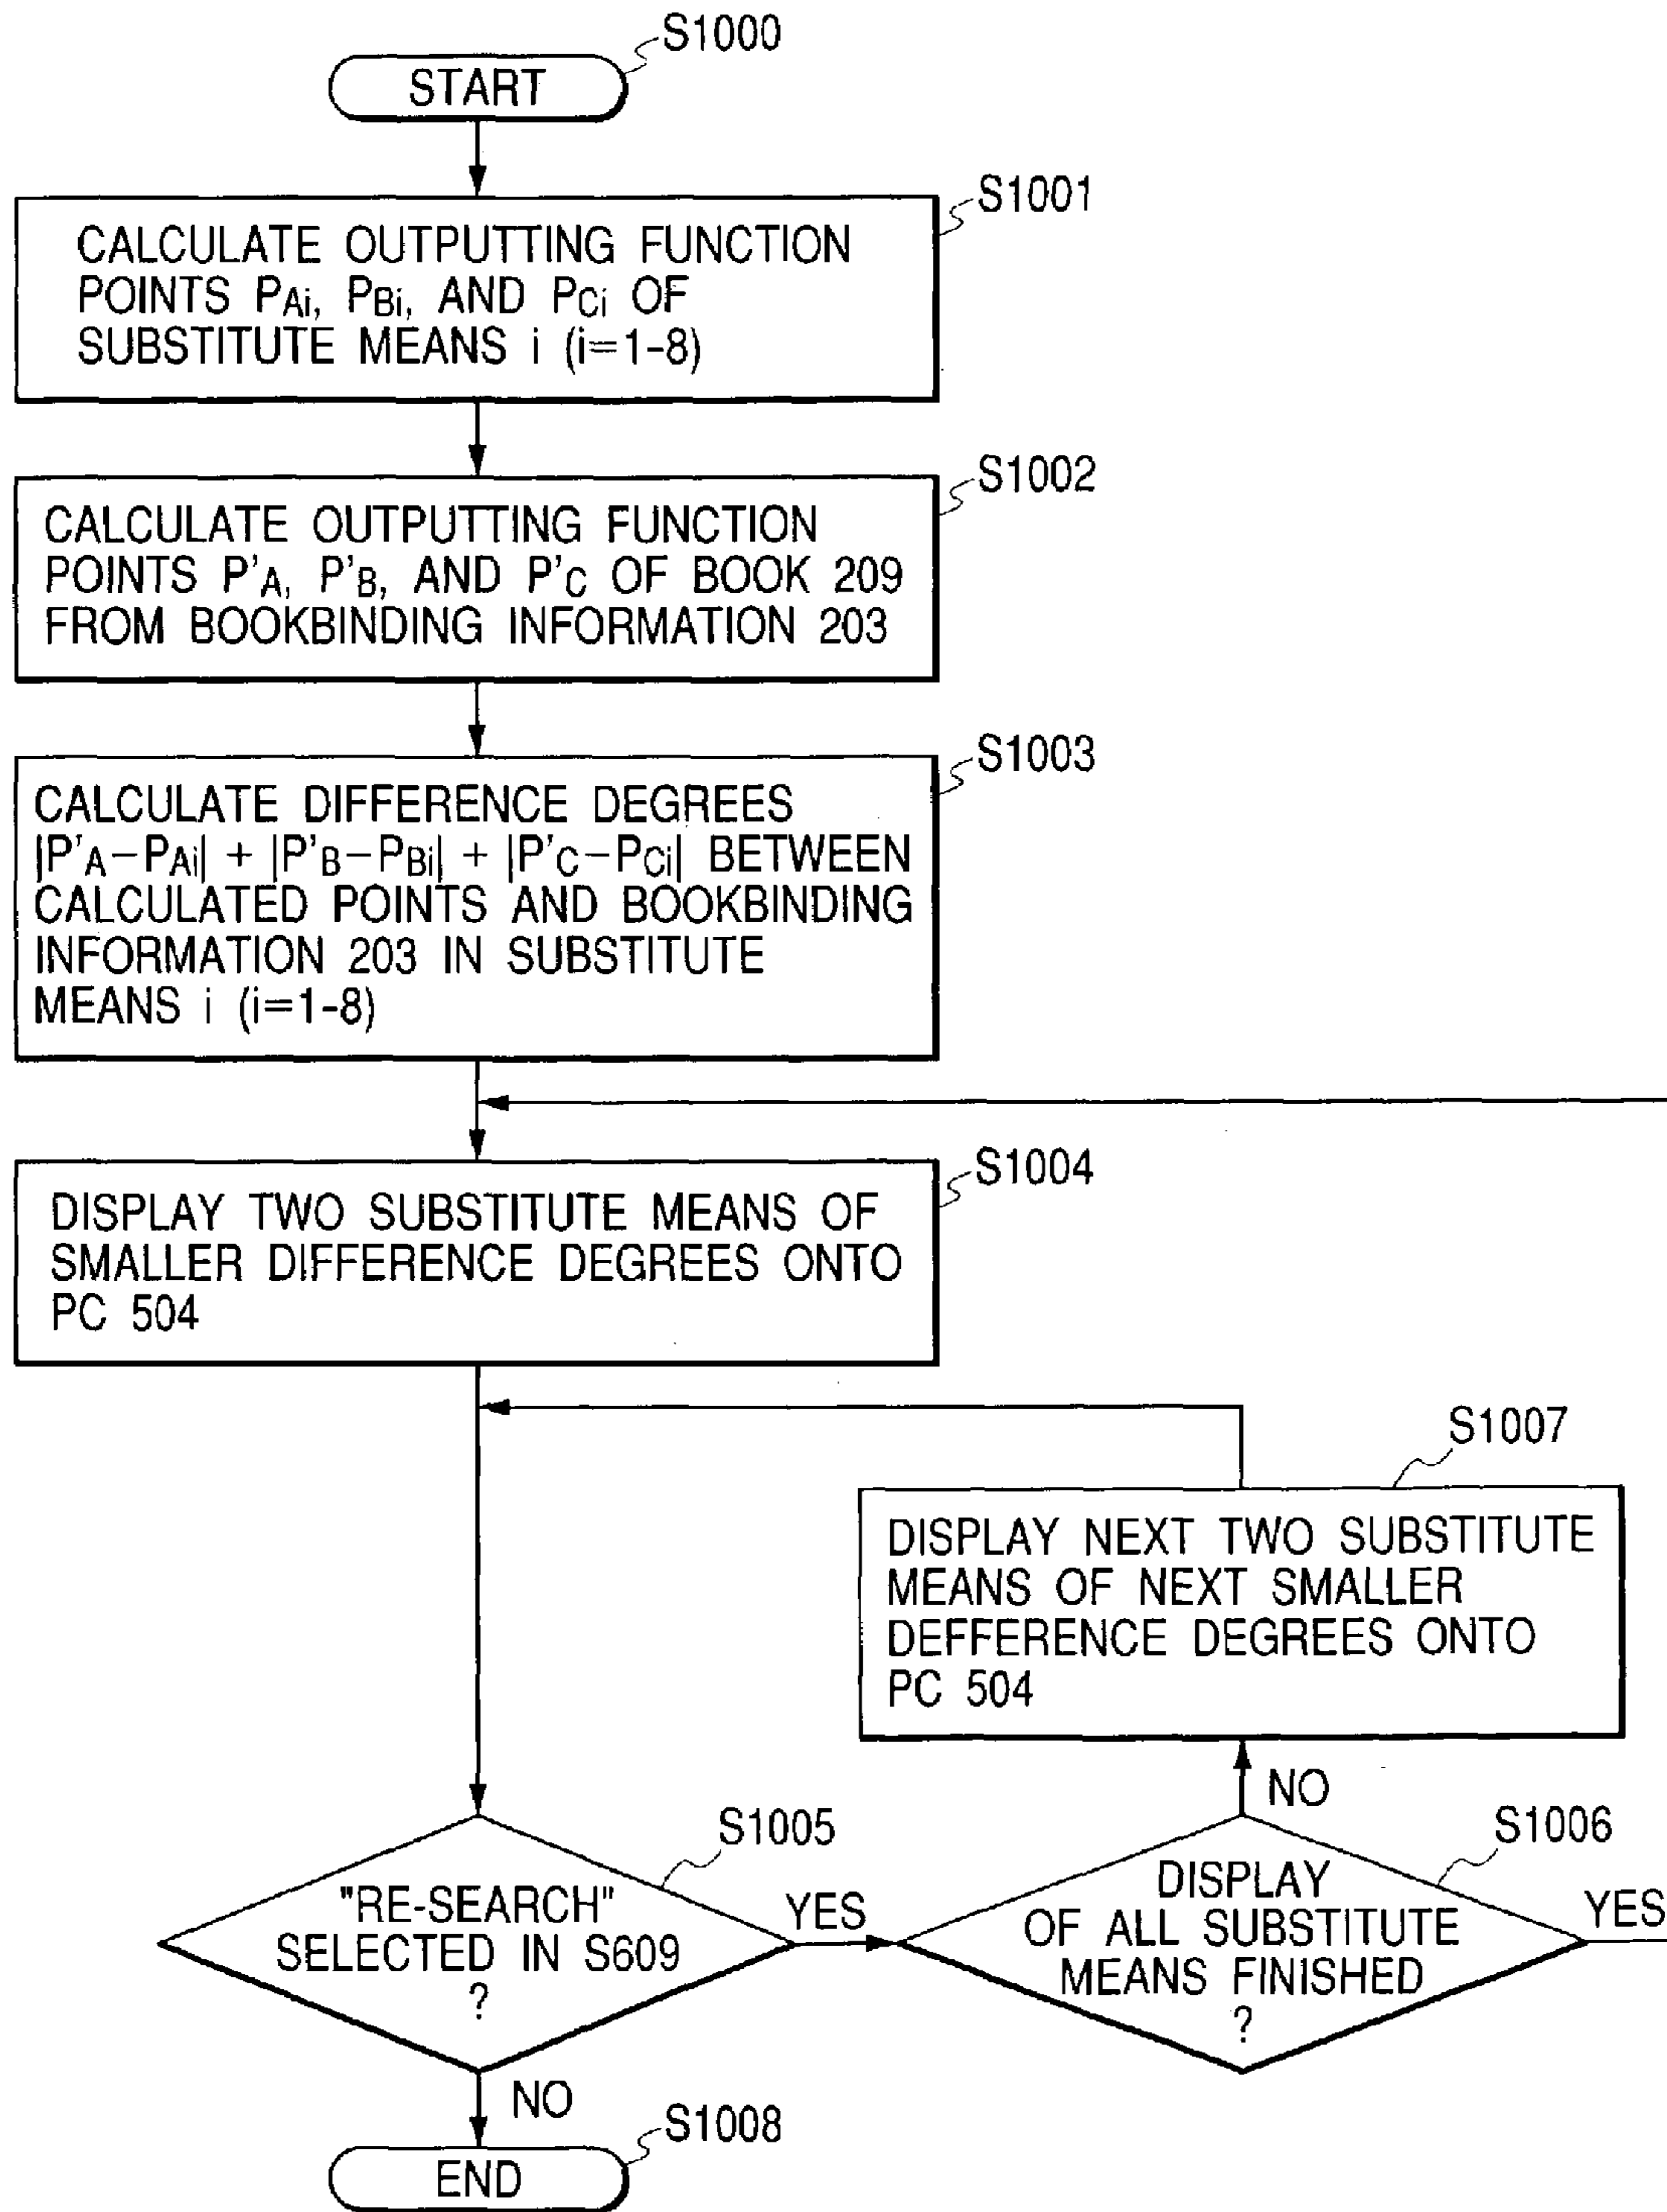 S1000
START
S1001
CALCULATE OUTPUTTING FUNCTION
POINTS PAi, PBi, AND PCi OF
SUBSTITUTE MEANS i (i=1-8)
S1002
CALCULATE OUTPUTTING FUNCTION
POINTS P'A, P'B, AND P'C OF BOOK 209
FROM BOOKBINDING INFORMATION 203
S1003
CALCULATE DIFFERENCE DEGREES
|P'A-PAi| + |P'B-PBi| + |P'C-PCi| BETWEEN
CALCULATED POINTS AND BOOKBINDING
INFORMATION 203 IN SUBSTITUTE
MEANS i (i=1-8)
S1004
DISPLAY TWO SUBSTITUTE MEANS OF
SMALLER DIFFERENCE DEGREES ONTO
PC 504
S1007
DISPLAY NEXT TWO SUBSTITUTE
MEANS OF NEXT SMALLER
DEFFERENCE DEGREES ONTO
PC 504
NO
S1005
"RE-SEARCH"
SELECTED IN S609
?
YES
S1006
DISPLAY
OF ALL SUBSTITUTE
MEANS FINISHED
?
YES
NO
S1008
END